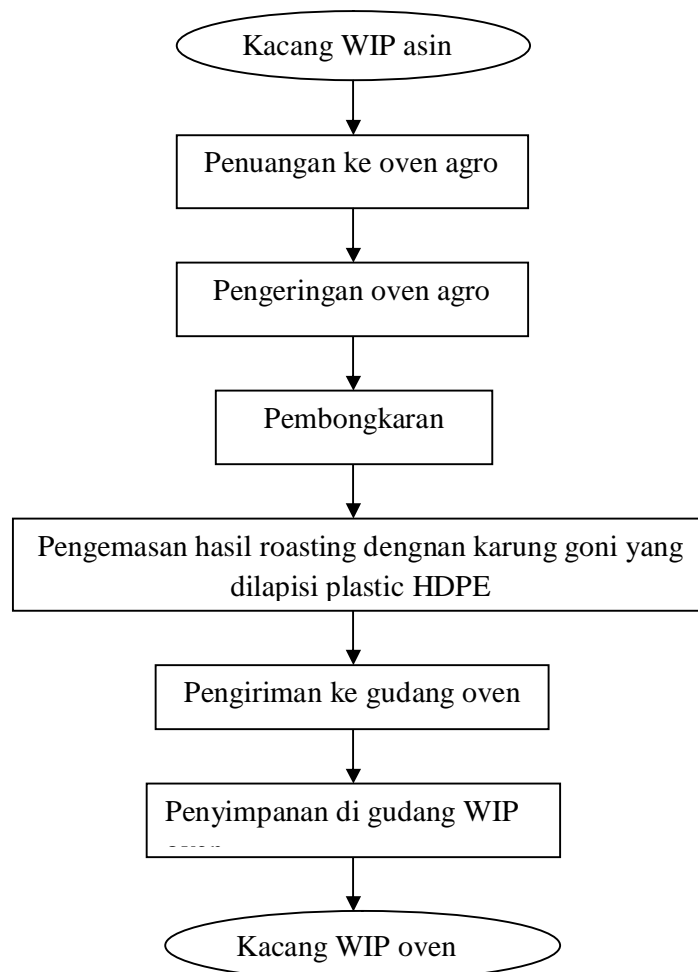 Kacang WIP asin
Penuangan ke oven agro
Pengeringan oven agro
Pembongkaran
Pengemasan hasil roasting dengnan karung goni yang
dilapisi plastic HDPE
Pengiriman ke gudang oven
Penyimpanan di gudang WIP
Kacang WIP oven